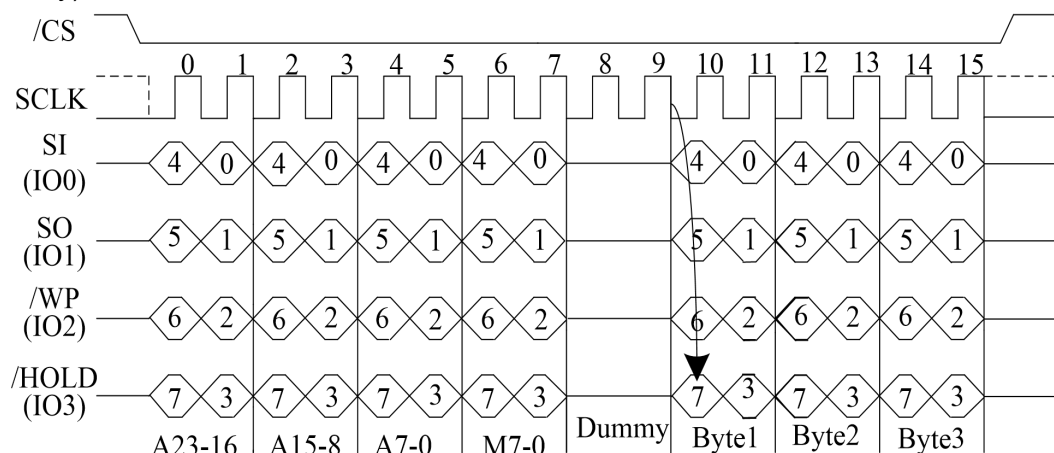 /CS
0 1 2 3 4 5 6 7 8 9 10 11 12 13 14 15
SCLK
SI
(IO0)
4 0 4 0 4 0 4 0 4 0 4 0 4 0
SO
(IO1)
5 1 5 1 5 1 5 1 5 1 5 1 5 1
/WP
(IO2)
6 2 6 2 6 2 6 2 6 2 6 2 6 2
/HOLD
(IO3)
7 3 7 3 7 3 7 3 7 3 7 3 7 3
A23-16 A15-8 A7-0 M7-0 Dummy Byte1 Byte2 Byte3